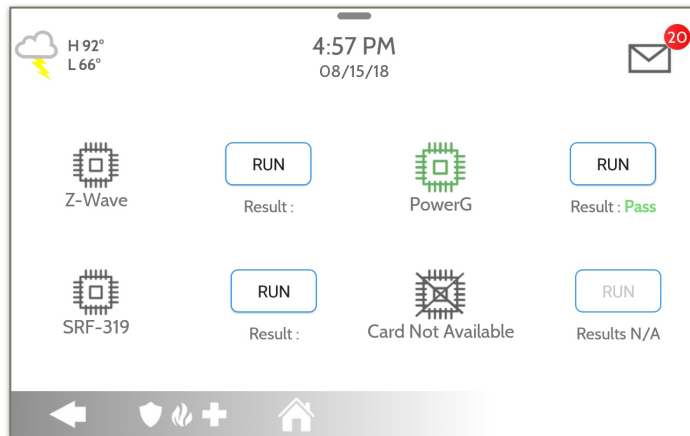 H 92°
L 66°
4:57 PM
08/15/18
20
Z-Wave
RUN
Result :
PowerG
RUN
Result : Pass
SRF-319
RUN
Result :
Card Not Available
RUN
Results N/A